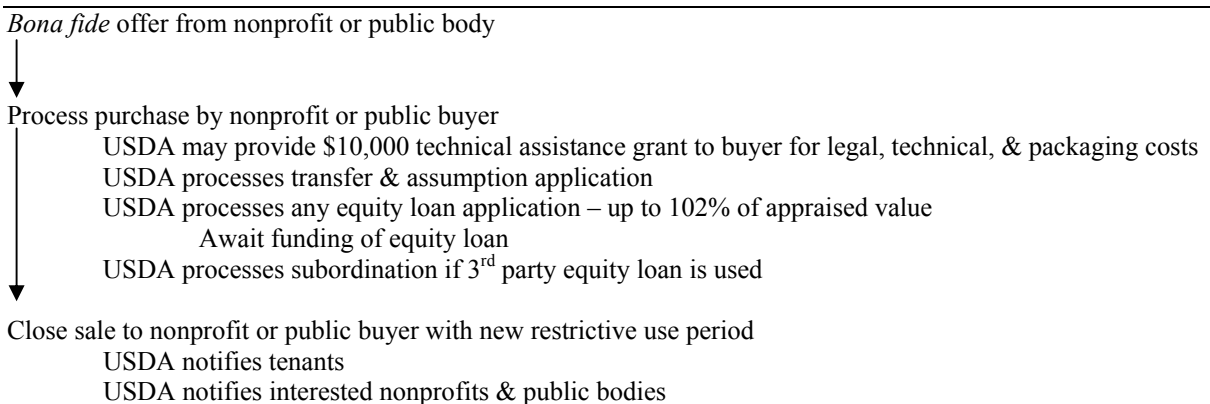 Bona fide offer from nonprofit or public body
Process purchase by nonprofit or public buyer
USDA may provide $10,000 technical assistance grant to buyer for legal, technical, & packaging costs
USDA processes transfer & assumption application
USDA processes any equity loan application – up to 102% of appraised value
Await funding of equity loan
USDA processes subordination if 3rd party equity loan is used
Close sale to nonprofit or public buyer with new restrictive use period
USDA notifies tenants
USDA notifies interested nonprofits & public bodies